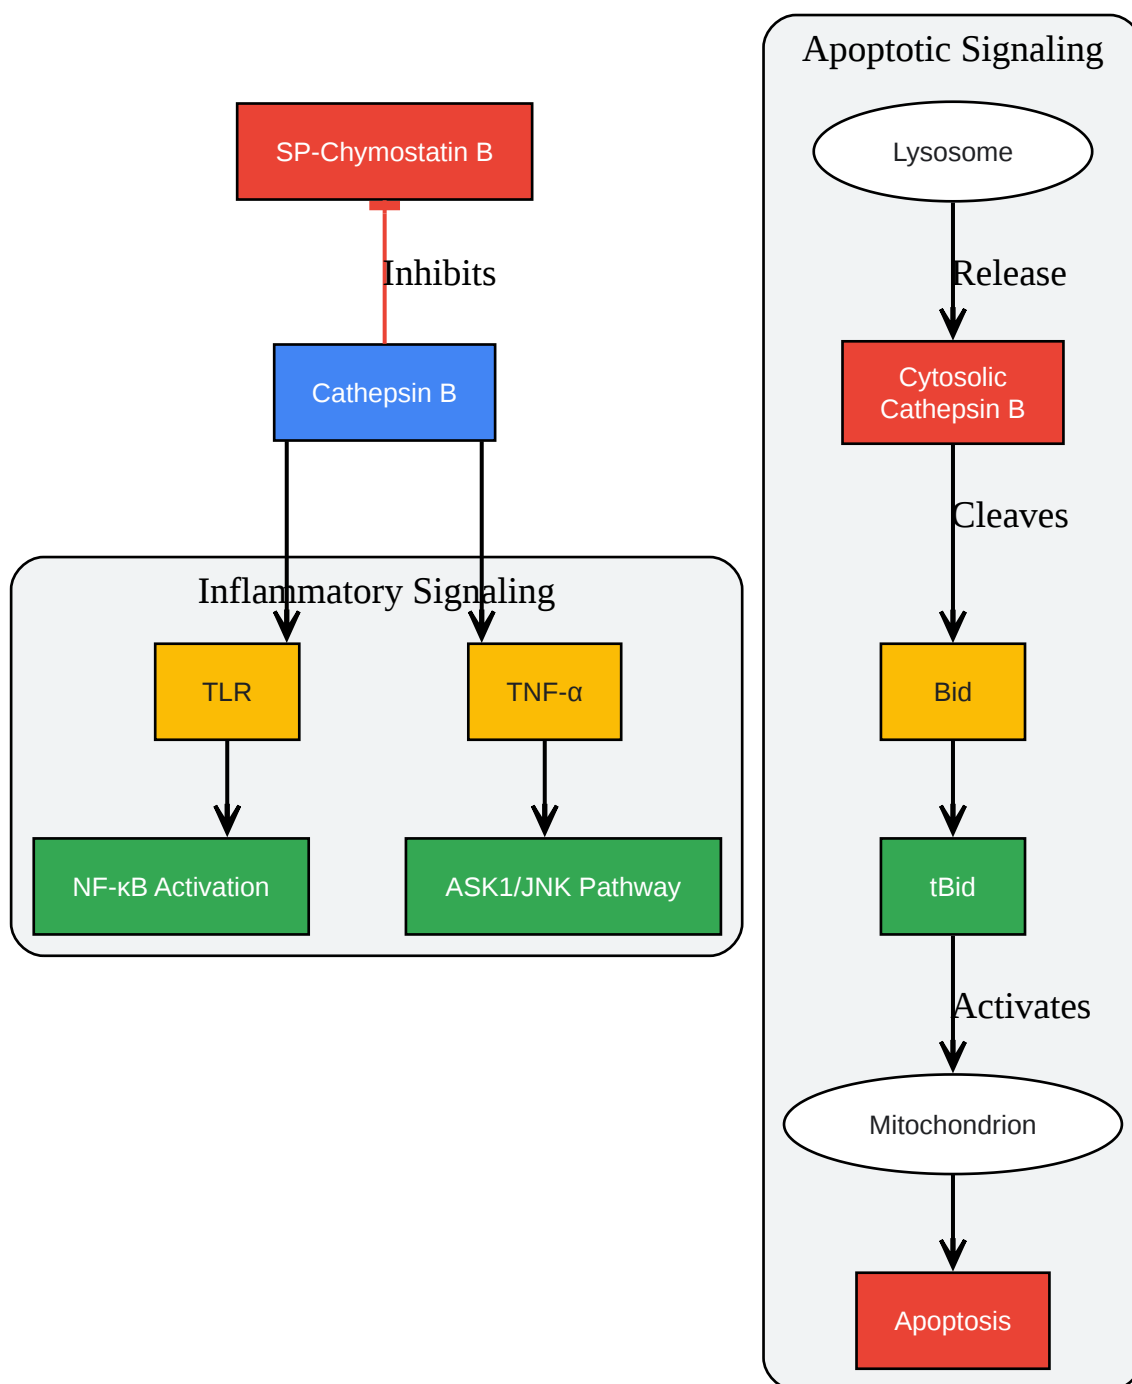 SP-Chymostatin B
Inhibits
Cathepsin B
Inflammatory Signaling
TLR
TNF-α
NF-κB Activation
ASK1/JNK Pathway
Apoptotic Signaling
Lysosome
Release
Cytosolic
Cathepsin B
Cleaves
Bid
tBid
Activates
Mitochondrion
Apoptosis